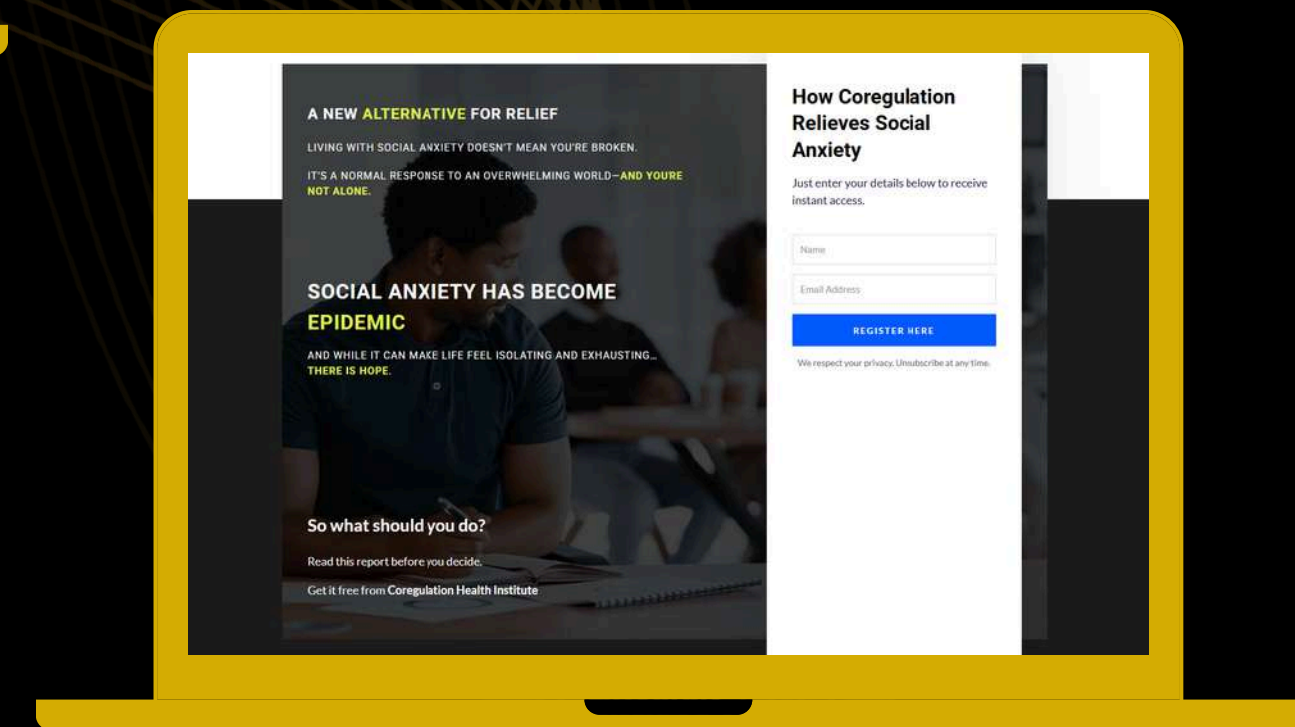 A NEW ALTERNATIVE FOR RELIEF
LIVING WITH SOCIAL ANXIETY DOESN'T MEAN YOU'RE BROKEN.
IT'S A NORMAL RESPONSE TO AN OVERWHELMING WORLD—AND YOU'RE
NOT ALONE.
SOCIAL ANXIETY HAS BECOME
EPIDEMIC
AND WHILE IT CAN MAKE LIFE FEEL ISOLATING AND EXHAUSTING...
THERE IS HOPE.
So what should you do?
Read this report before you decide.
Get it free from Coregulation Health Institute
How Coregulation
Relieves Social
Anxiety
Just enter your details below to receive
instant access.
Name
Email Address
REGISTER HERE
We respect your privacy. Unsubscribe at any time.